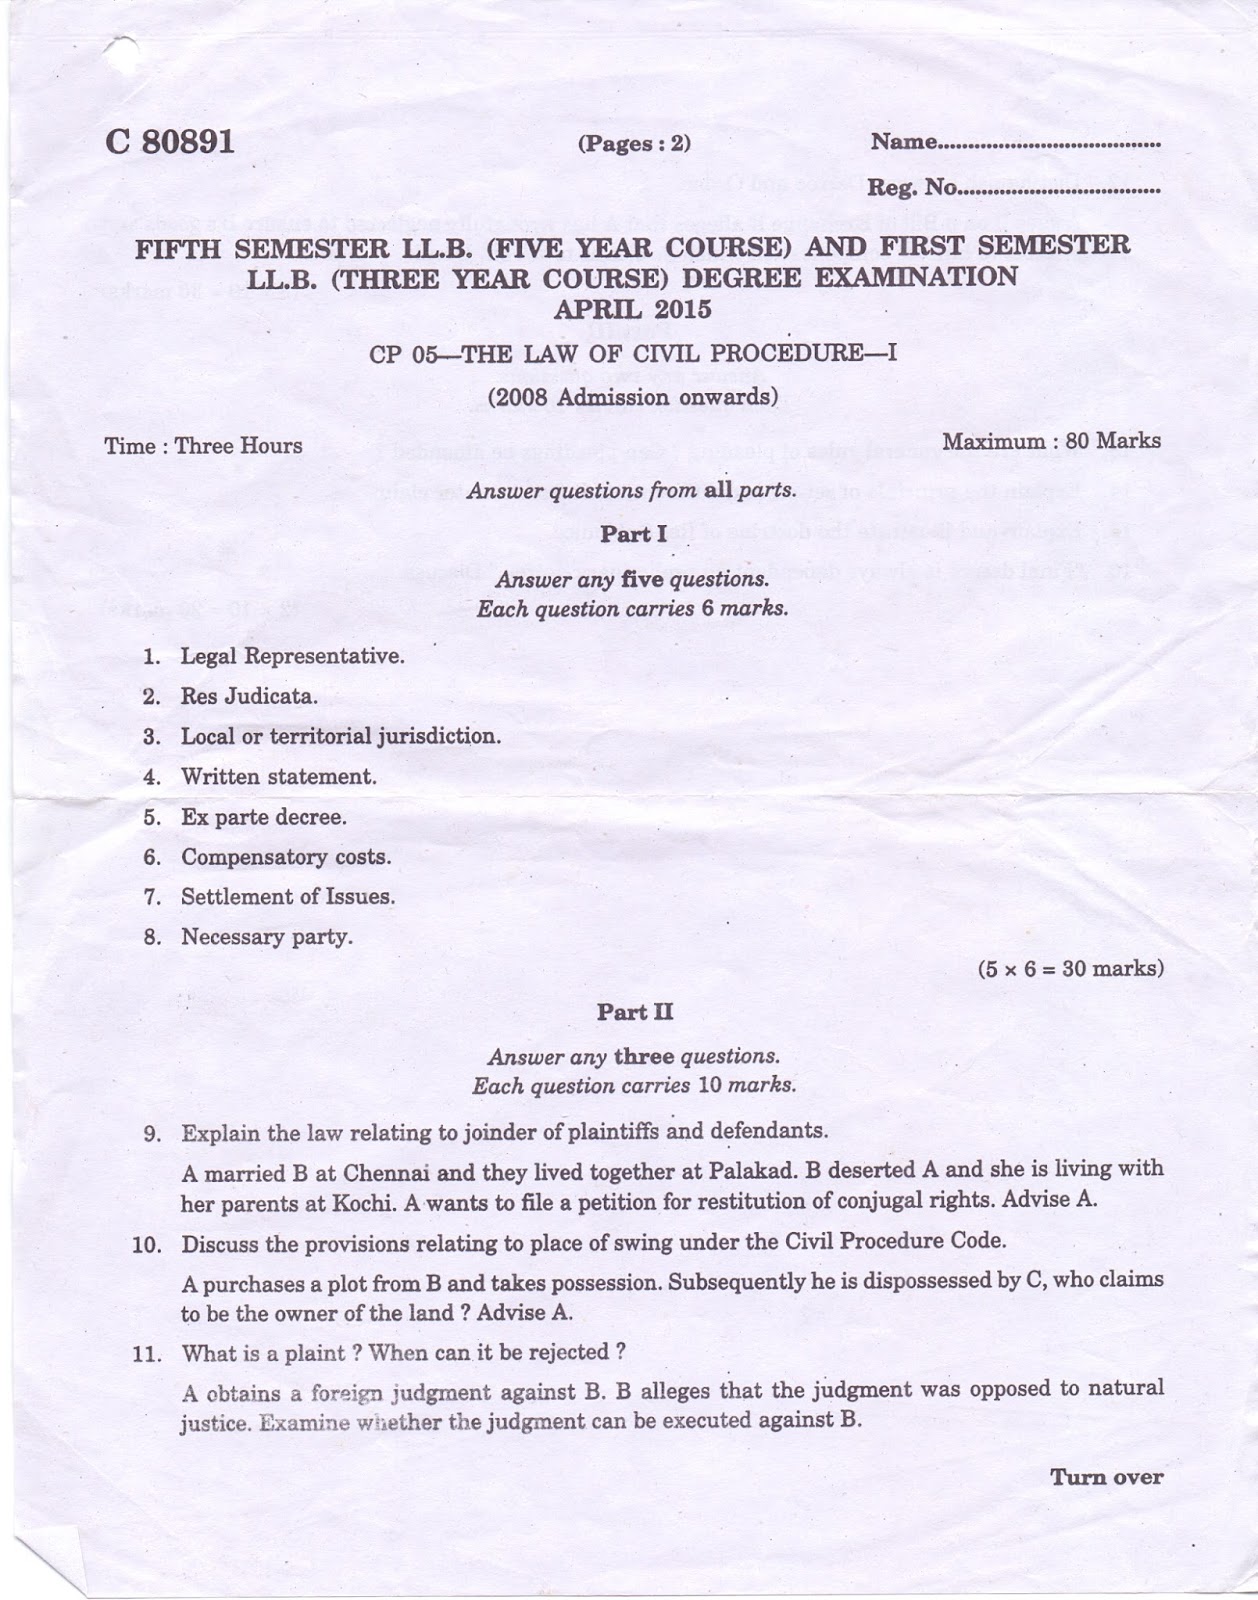 C 80891
(Pages : 2)
Name......................................
Reg. No...................................
FIFTH SEMESTER LL.B. (FIVE YEAR COURSE) AND FIRST SEMESTER
LL.B. (THREE YEAR COURSE) DEGREE EXAMINATION
APRIL 2015
CP 05—THE LAW OF CIVIL PROCEDURE—I
(2008 Admission onwards)
Time : Three Hours
Maximum : 80 Marks
Answer questions from all parts.
Part I
Answer any five questions.
Each question carries 6 marks.
1. Legal Representative.
2. Res Judicata.
3. Local or territorial jurisdiction.
4. Written statement.
5. Ex parte decree.
6. Compensatory costs.
7. Settlement of Issues.
8. Necessary party.
(5 × 6 = 30 marks)
Part II
Answer any three questions.
Each question carries 10 marks.
9. Explain the law relating to joinder of plaintiffs and defendants.
A married B at Chennai and they lived together at Palakad. B deserted A and she is living with
her parents at Kochi. A wants to file a petition for restitution of conjugal rights. Advise A.
10. Discuss the provisions relating to place of swing under the Civil Procedure Code.
A purchases a plot from B and takes possession. Subsequently he is dispossessed by C, who claims
to be the owner of the land ? Advise A.
11. What is a plaint ? When can it be rejected ?
A obtains a foreign judgment against B. B alleges that the judgment was opposed to natural
justice. Examine whether the judgment can be executed against B.
Turn over